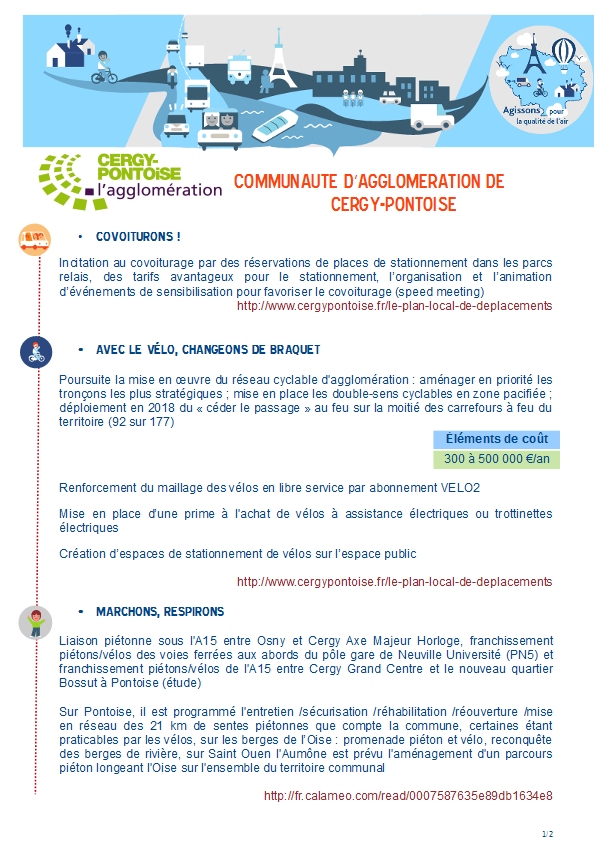 Agissons pour
la qualité de l'air
CERGY-
PONTOiSE
l'agglomération
COMMUNAUTE D'AGGLOMERATION DE
CERGY-PONTOISE
• COVOITURONS !
Incitation au covoiturage par des réservations de places de stationnement dans les parcs
relais, des tarifs avantageux pour le stationnement, l'organisation et l'animation
d'événements de sensibilisation pour favoriser le covoiturage (speed meeting)
http://www.cergypontoise.fr/le-plan-local-de-deplacements
• AVEC LE VÉLO, CHANGEONS DE BRAQUET
Poursuite la mise en œuvre du réseau cyclable d'agglomération : aménager en priorité les
tronçons les plus stratégiques ; mise en place les double-sens cyclables en zone pacifiée ;
déploiement en 2018 du « céder le passage » au feu sur la moitié des carrefours à feu du
territoire (92 sur 177)
Éléments de coût
300 à 500 000 €/an
Renforcement du maillage des vélos en libre service par abonnement VELO2
Mise en place d'une prime à l'achat de vélos à assistance électriques ou trottinettes
électriques
Création d'espaces de stationnement de vélos sur l'espace public
http://www.cergypontoise.fr/le-plan-local-de-deplacements
• MARCHONS, RESPIRONS
Liaison piétonne sous l'A15 entre Osny et Cergy Axe Majeur Horloge, franchissement
piétons/vélos des voies ferrées aux abords du pôle gare de Neuville Université (PN5) et
franchissement piétons/vélos de l'A15 entre Cergy Grand Centre et le nouveau quartier
Bossut à Pontoise (étude)
Sur Pontoise, il est programmé l'entretien /sécurisation /réhabilitation /réouverture /mise
en réseau des 21 km de sentes piétonnes que compte la commune, certaines étant
praticables par les vélos, sur les berges de l'Oise : promenade piéton et vélo, reconquête
des berges de rivière, sur Saint Ouen l'Aumône est prévu l'aménagement d'un parcours
piéton longeant l'Oise sur l'ensemble du territoire communal
http://fr.calameo.com/read/0007587635e89db1634e8
1/2